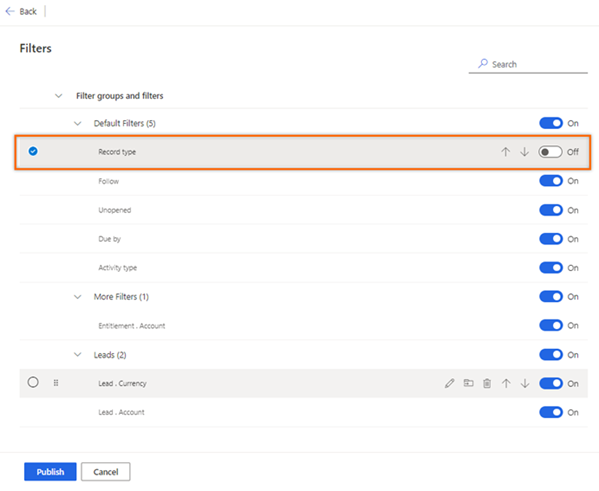 Back
Filters
Search
Filter groups and filters
Default Filters (5) On
Record type Off
Follow On
Unopened On
Due by On
Activity type On
More Filters (1) On
Entitlement . Account On
Leads (2) On
Lead . Currency On
Lead . Account On
Publish Cancel